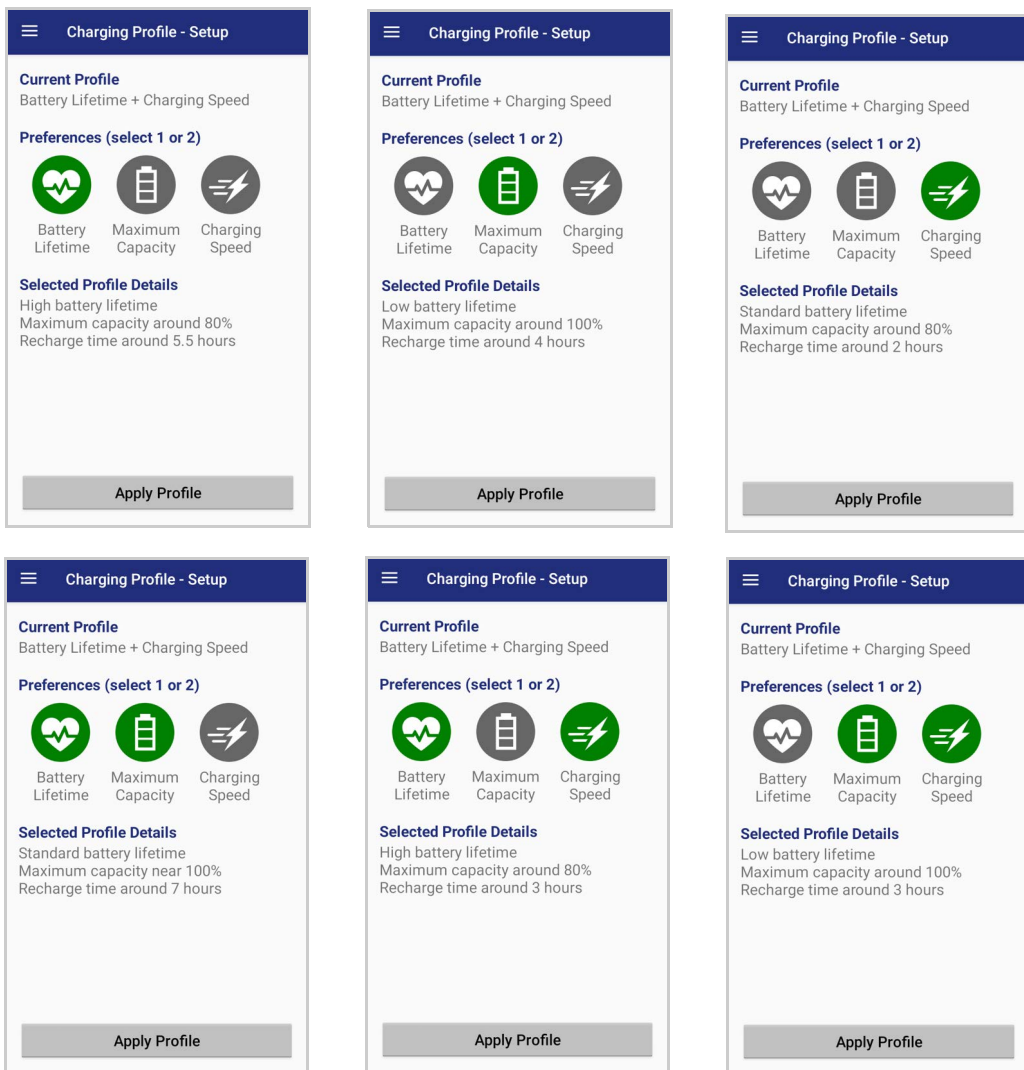 Charging Profile - Setup
Current Profile
Battery Lifetime + Charging Speed
Preferences (select 1 or 2)
Battery Lifetime
Maximum Capacity
Charging Speed
Selected Profile Details
High battery lifetime
Maximum capacity around 80%
Recharge time around 5.5 hours
Apply Profile
Charging Profile - Setup
Current Profile
Battery Lifetime + Charging Speed
Preferences (select 1 or 2)
Battery Lifetime
Maximum Capacity
Charging Speed
Selected Profile Details
Low battery lifetime
Maximum capacity around 100%
Recharge time around 4 hours
Apply Profile
Charging Profile - Setup
Current Profile
Battery Lifetime + Charging Speed
Preferences (select 1 or 2)
Battery Lifetime
Maximum Capacity
Charging Speed
Selected Profile Details
Standard battery lifetime
Maximum capacity around 80%
Recharge time around 2 hours
Apply Profile
Charging Profile - Setup
Current Profile
Battery Lifetime + Charging Speed
Preferences (select 1 or 2)
Battery Lifetime
Maximum Capacity
Charging Speed
Selected Profile Details
Standard battery lifetime
Maximum capacity near 100%
Recharge time around 7 hours
Apply Profile
Charging Profile - Setup
Current Profile
Battery Lifetime + Charging Speed
Preferences (select 1 or 2)
Battery Lifetime
Maximum Capacity
Charging Speed
Selected Profile Details
High battery lifetime
Maximum capacity around 80%
Recharge time around 3 hours
Apply Profile
Charging Profile - Setup
Current Profile
Battery Lifetime + Charging Speed
Preferences (select 1 or 2)
Battery Lifetime
Maximum Capacity
Charging Speed
Selected Profile Details
Low battery lifetime
Maximum capacity around 100%
Recharge time around 3 hours
Apply Profile